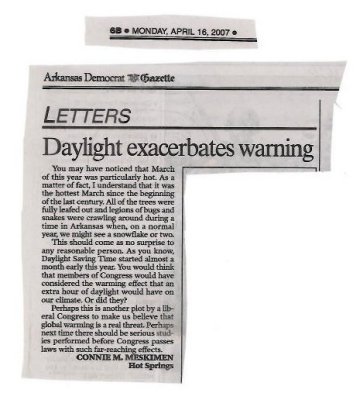 6B • MONDAY, APRIL 16, 2007 •
Arkansas Democrat Gazette
LETTERS
Daylight exacerbates warning
You may have noticed that March
of this year was particularly hot. As a
matter of fact, I understand that it was
the hottest March since the beginning
of the last century. All of the trees were
fully leafed out and legions of bugs and
snakes were crawling around during a
time in Arkansas when, on a normal
year, we might see a snowflake or two.
This should come as no surprise to
any reasonable person. As you know,
Daylight Saving Time started almost a
month early this year. You would think
that members of Congress would have
considered the warming effect that an
extra hour of daylight would have on
our climate. Or did they?
Perhaps this is another plot by a lib-
eral Congress to make us believe that
global warming is a real threat. Perhaps
next time there should be serious stud-
ies performed before Congress passes
laws with such far-reaching effects.
CONNIE M. MESKIMEN
Hot Springs